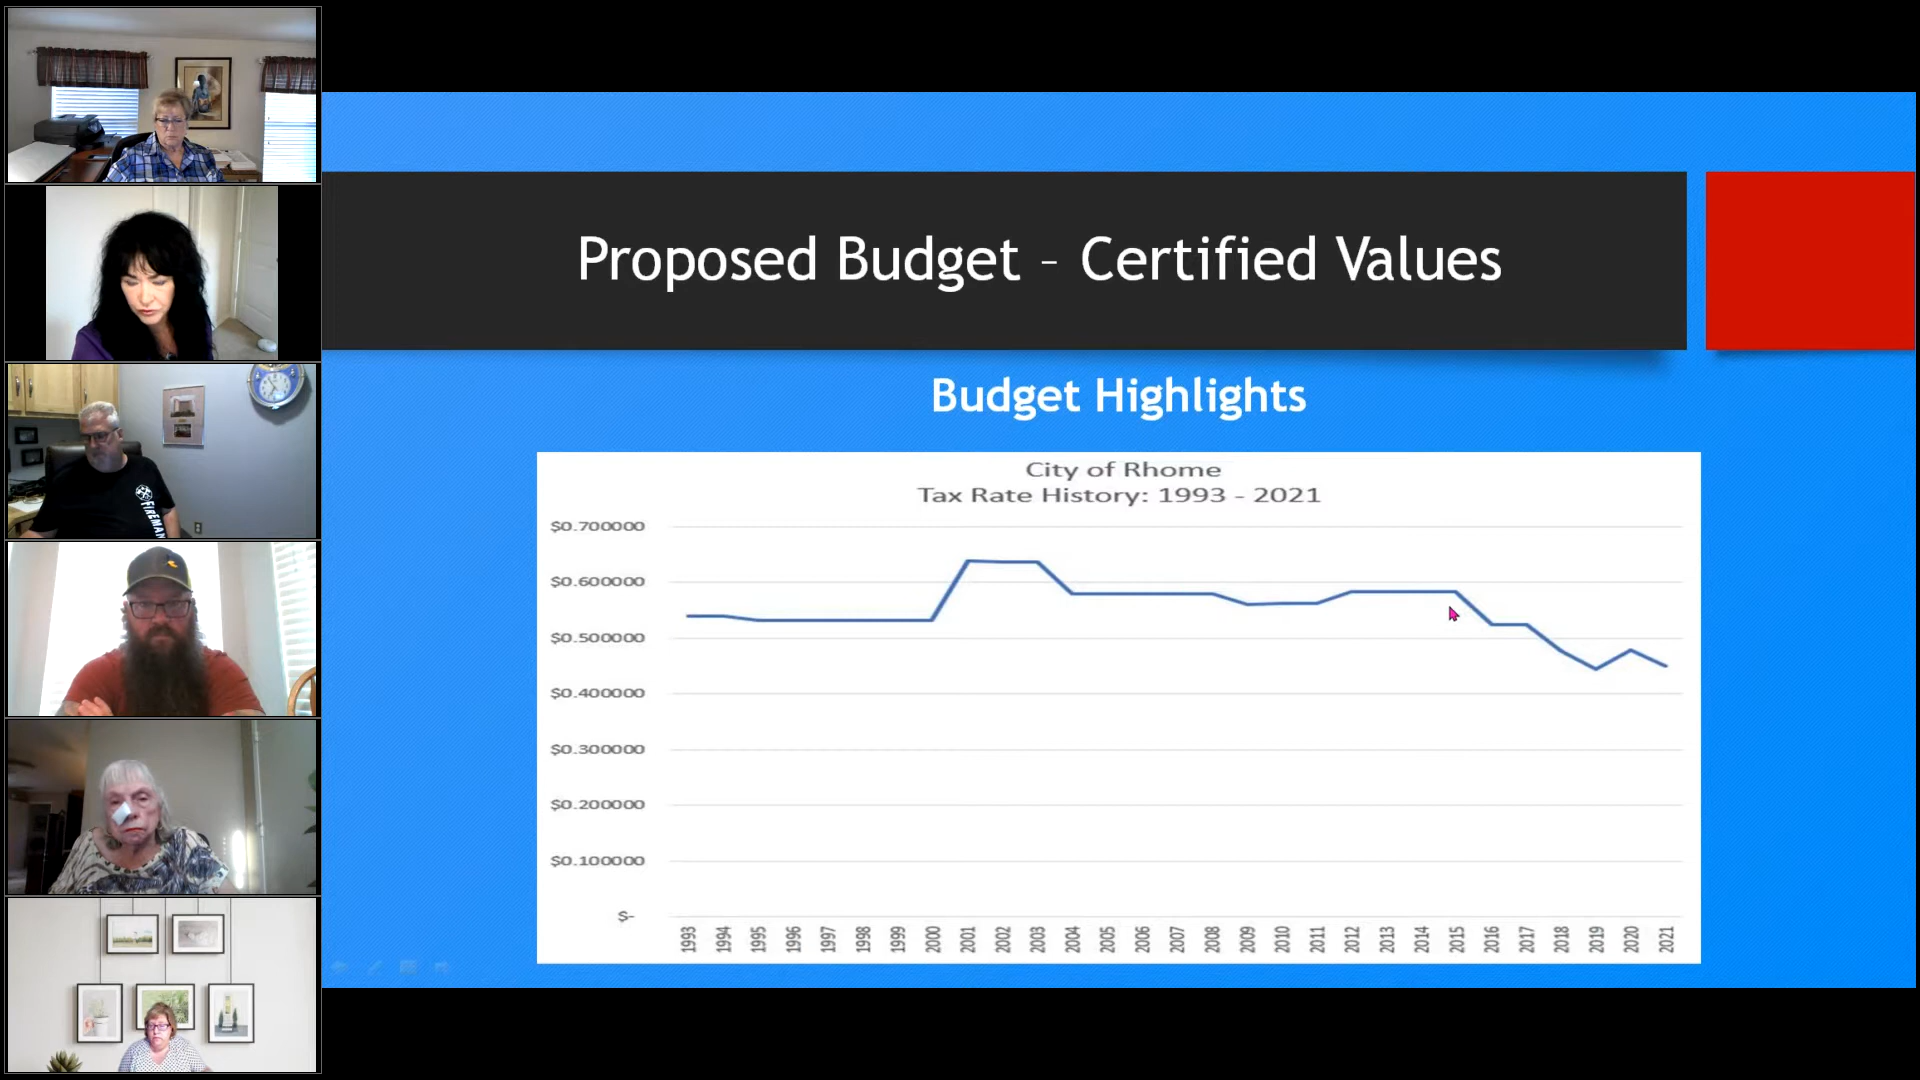 Proposed Budget – Certified Values
Budget Highlights
City of Rhome
Tax Rate History: 1993 - 2021
$0.700000
$0.600000
$0.500000
$0.400000
$0.300000
$0.200000
$0.100000
$-
1993 1994 1995 1996 1997 1998 1999 2000 2001 2002 2003 2004 2005 2006 2007 2008 2009 2010 2011 2012 2013 2014 2015 2016 2017 2018 2019 2020 2021
FIREMAN